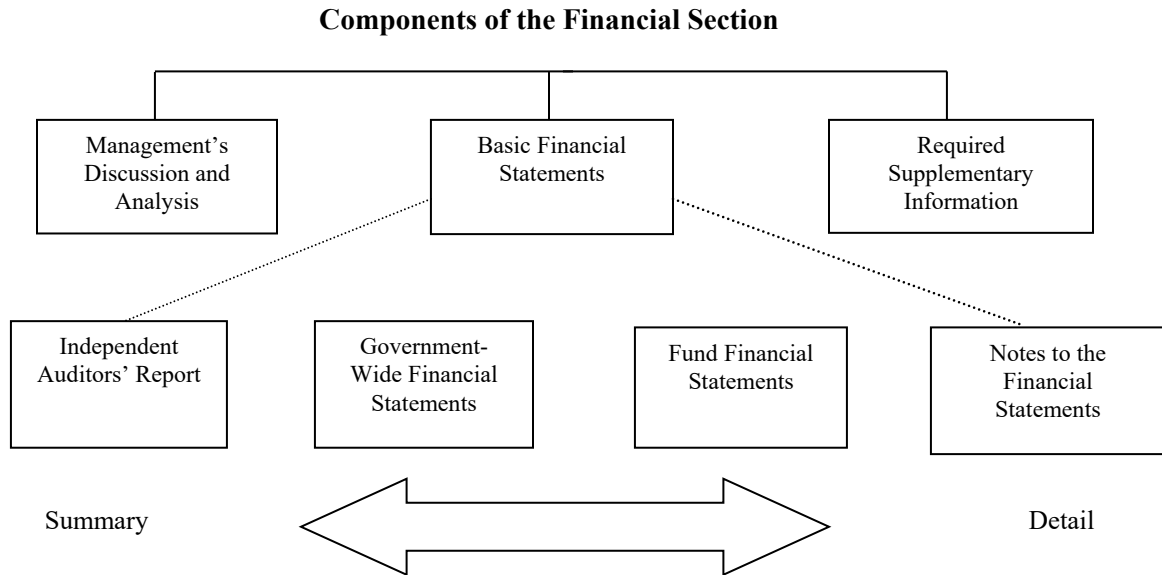 Components of the Financial Section
Management’s
Discussion and
Analysis
Basic Financial
Statements
Required
Supplementary
Information
Independent
Auditors’ Report
Government-
Wide Financial
Statements
Fund Financial
Statements
Notes to the
Financial
Statements
Summary
Detail